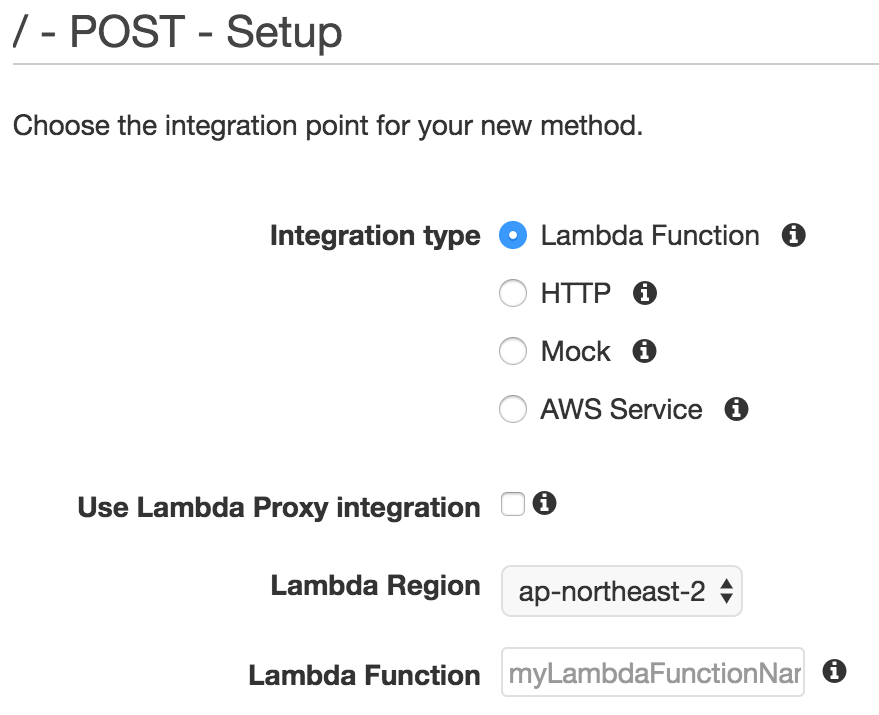 / - POST - Setup
Choose the integration point for your new method.
Integration type Lambda Function
HTTP
Mock
AWS Service
Use Lambda Proxy integration
Lambda Region ap-northeast-2
Lambda Function myLambdaFunctionNar